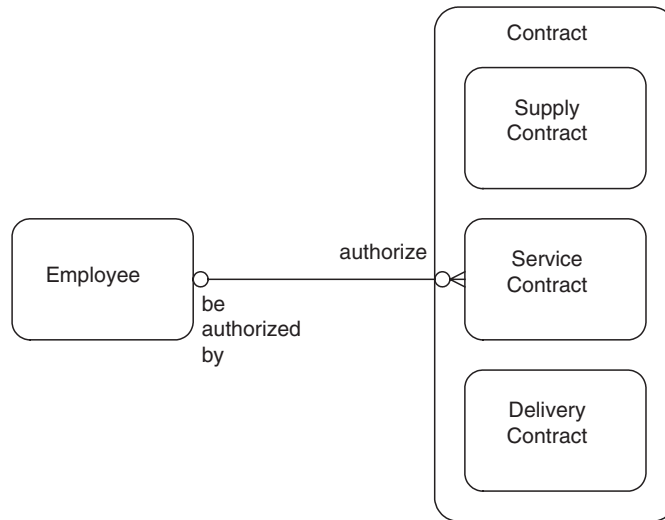 Contract
Supply
Contract
authorize
Service
Contract
Employee
be
authorized
by
Delivery
Contract